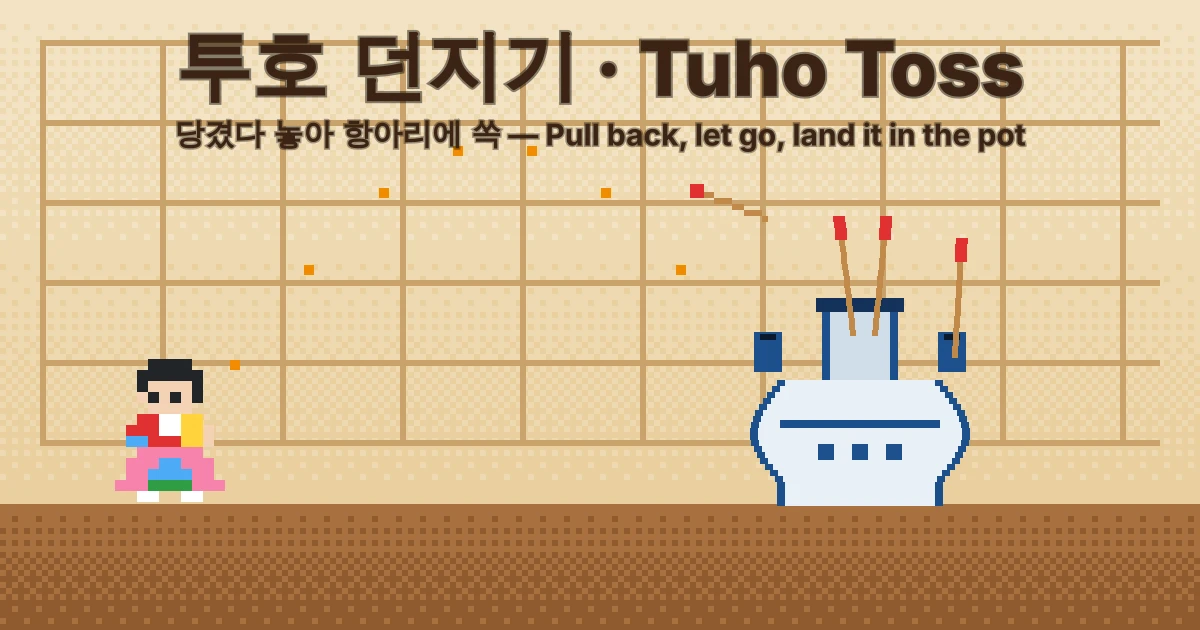 투호 던지기 · Tuho Toss
당겼다 놓아 항아리에 쏙 — Pull back, let go, land it in the pot